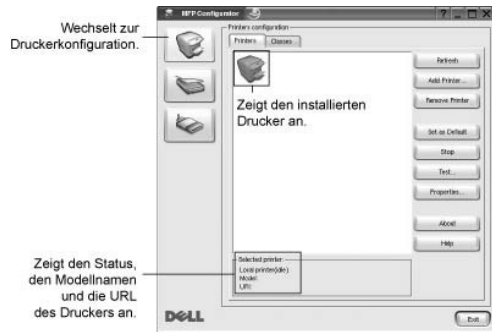 MFP Configurator
Wechselt zur
Druckerkonfiguration.
Printers configuration
Printers Classes
Refresh
Add Printer...
Remove Printer
Zeigt den installierten
Drucker an.
Set as Default
Stop
Test...
Properties...
About
Help
Zeigt den Status,
den Modellnamen
und die URL
des Druckers an.
Selected printer:
Local printer(idle)
Model:
URI:
DELL
Exit